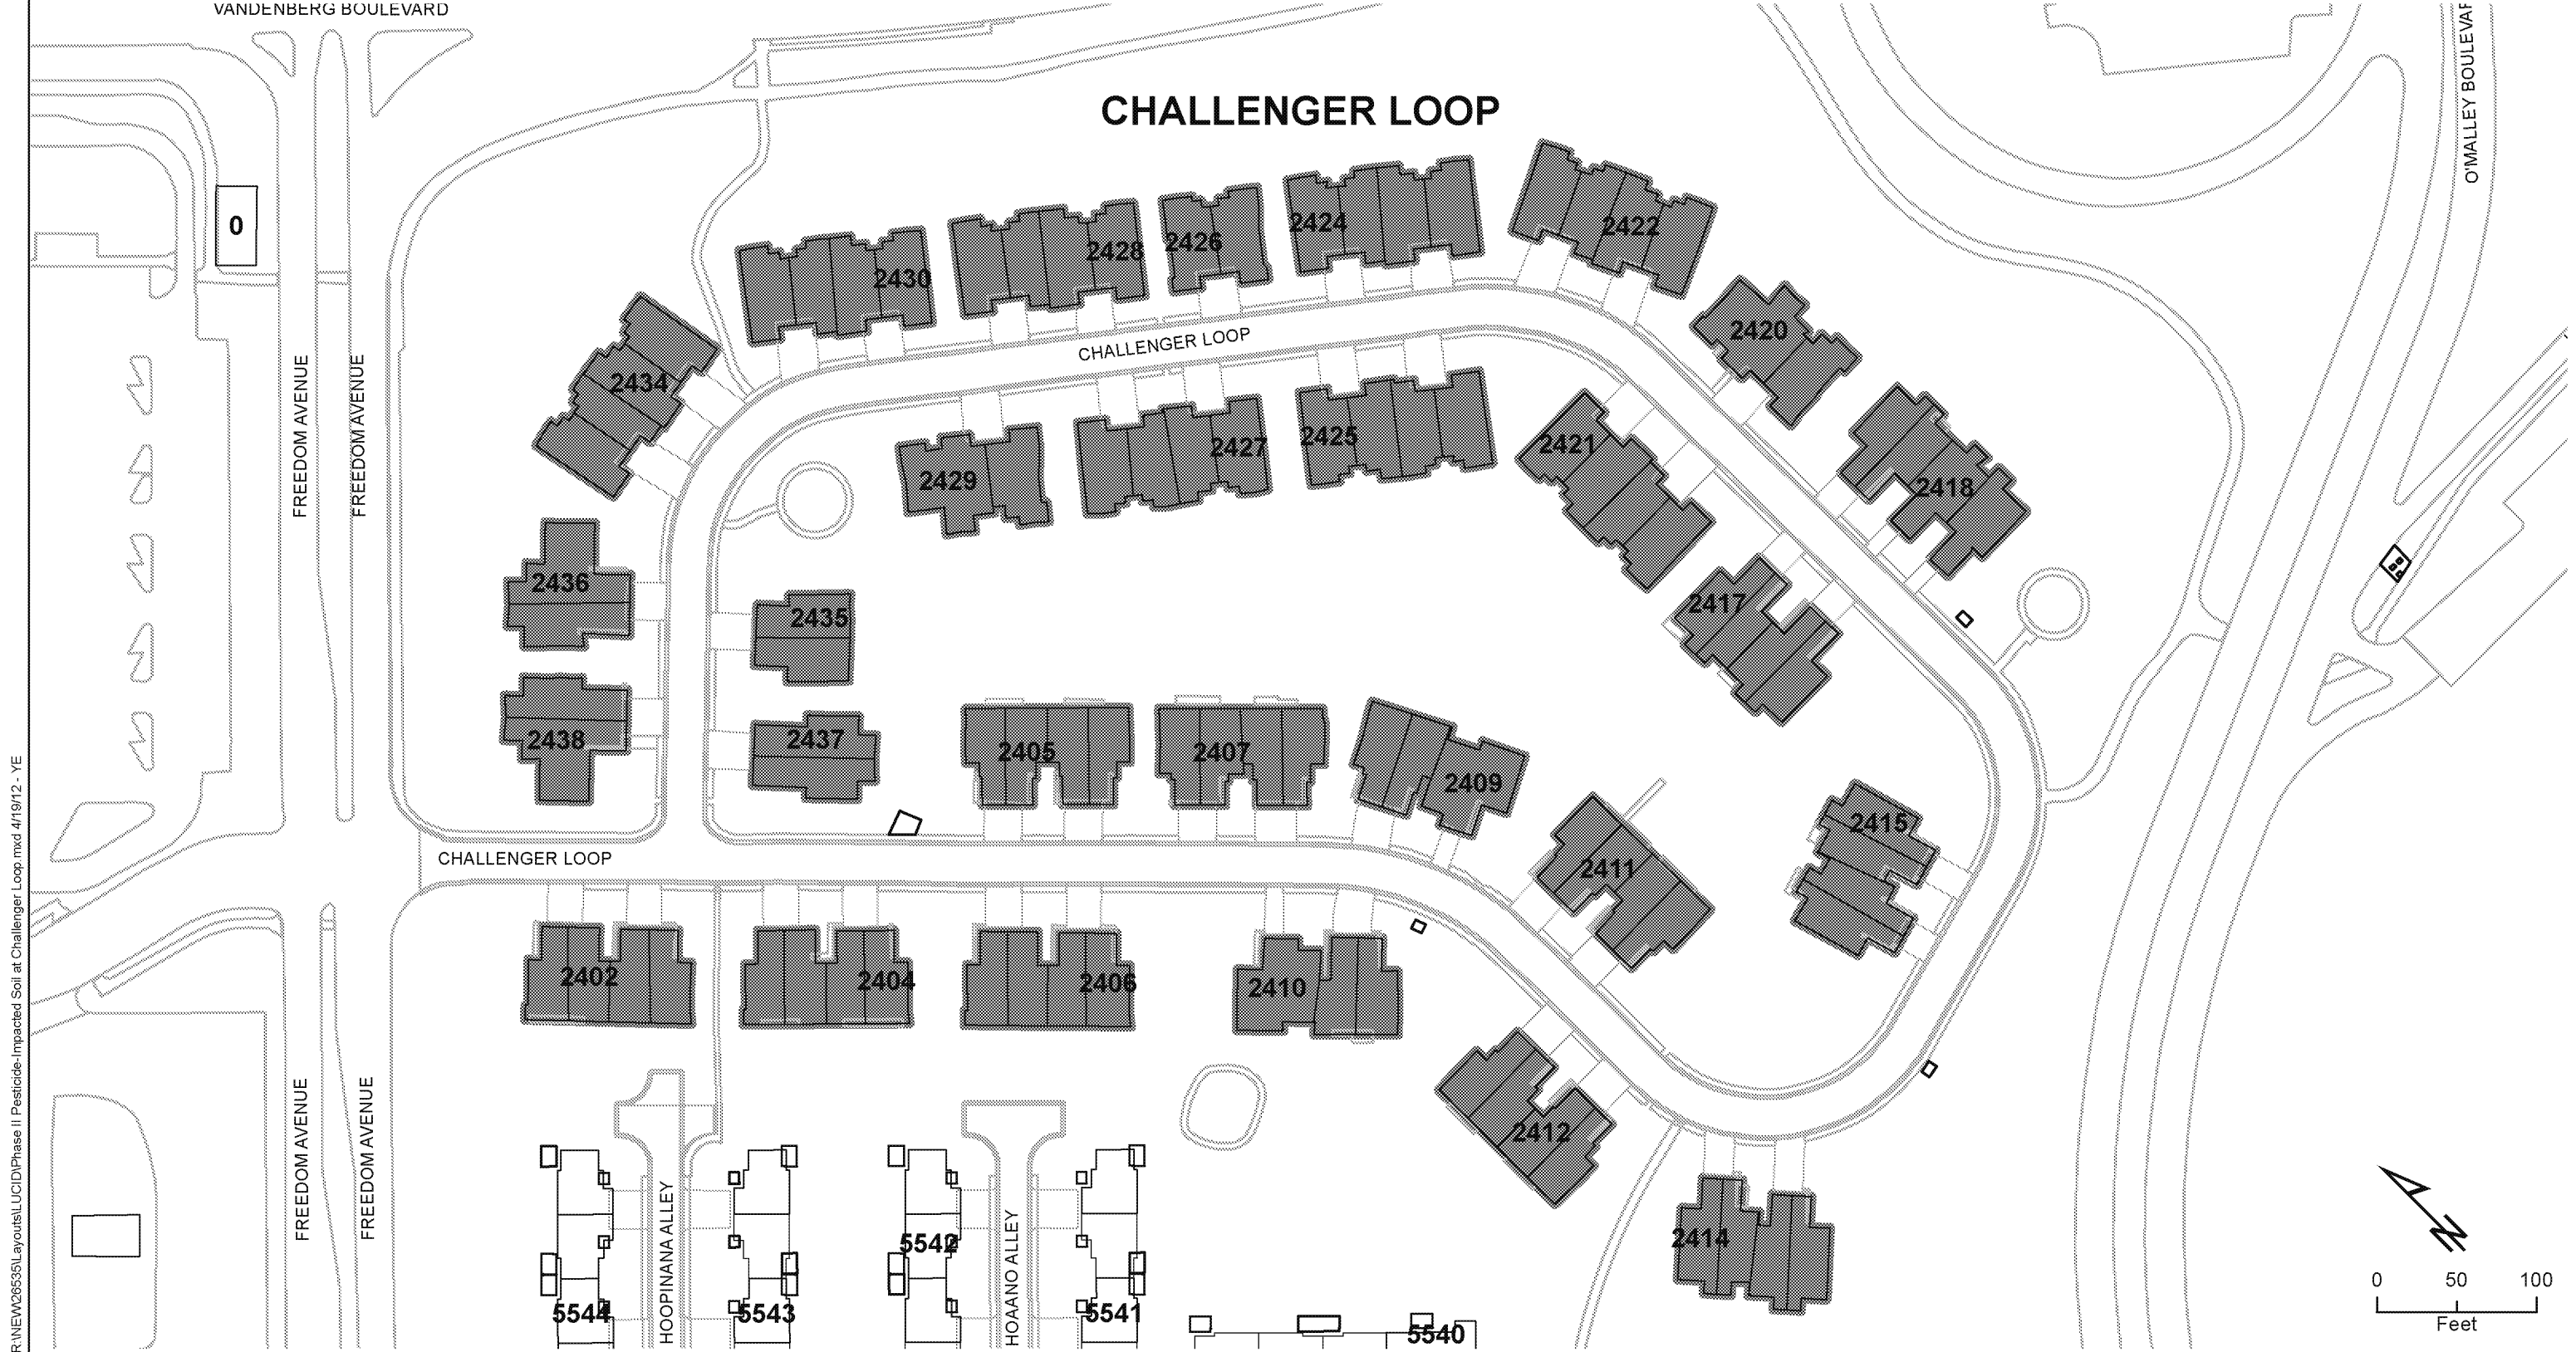 VANDENBERG BOULEVARD
O'MALLEY BOULEVAR
CHALLENGER LOOP
0
2424
2422
2426
2428
2430
2420
CHALLENGER LOOP
2434
FREEDOM AVENUE
FREEDOM AVENUE
2425
2421
2427
2429
2418
2436
2417
2435
2438
2437
2405
2407
2409
2415
CHALLENGER LOOP
2411
2402
2404
2406
2410
2412
FREEDOM AVENUE
FREEDOM AVENUE
2414
HOOPINANA ALLEY
HOAANO ALLEY
5542
5544
5543
5541
5540
N
0 50 100
Feet
R:\NEW\26535\Layouts\LUCID\Phase II Pesticide-Impacted Soil at Challenger Loop.mxd 4/19/12 - YE